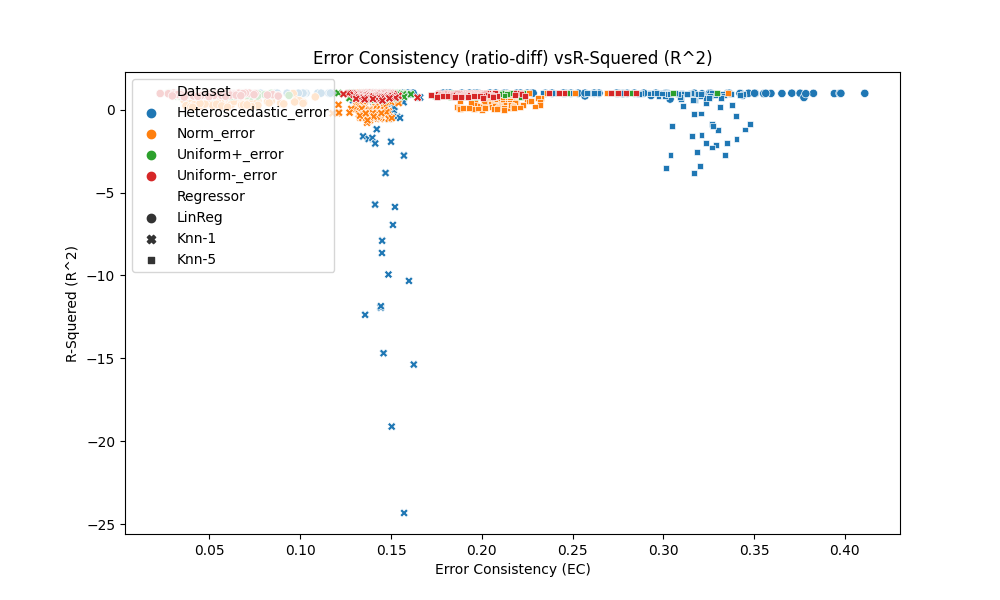 Error Consistency (ratio-diff) vsR-Squered (R^2)
Dataset
Heteroscedastic_error
Norm_error
Uniform+_error
Uniform-_error
Regressor
LinReg
Knn-1
Knn-5
R-Squered (R^2)
0
−5
−10
−15
−20
−25
0.05
0.10
0.15
0.20
0.25
0.30
0.35
0.40
Error Consistency (EC)